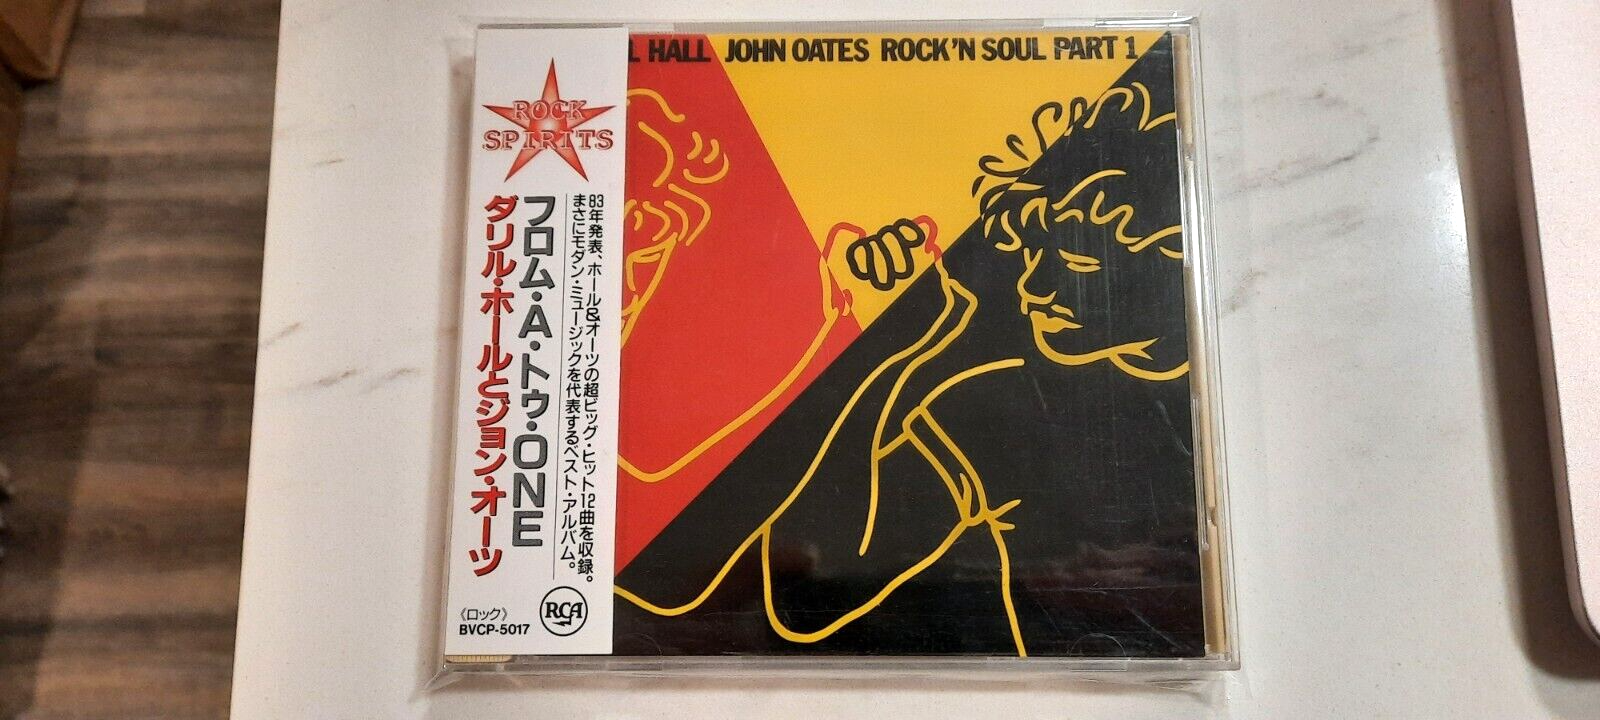 L HALL JOHN OATES ROCK'N SOUL PART 1
ROCK
SPIRITS
83年発表、ホール&オーツの超ビッグ・ヒット12曲を収録。
まさにモダン・ミュージックを代表するベスト・アルバム。
フロム・A・トゥ・ONE
ダリル・ホールとジョン・オーツ
《ロック》
BVCP-5017
RCA